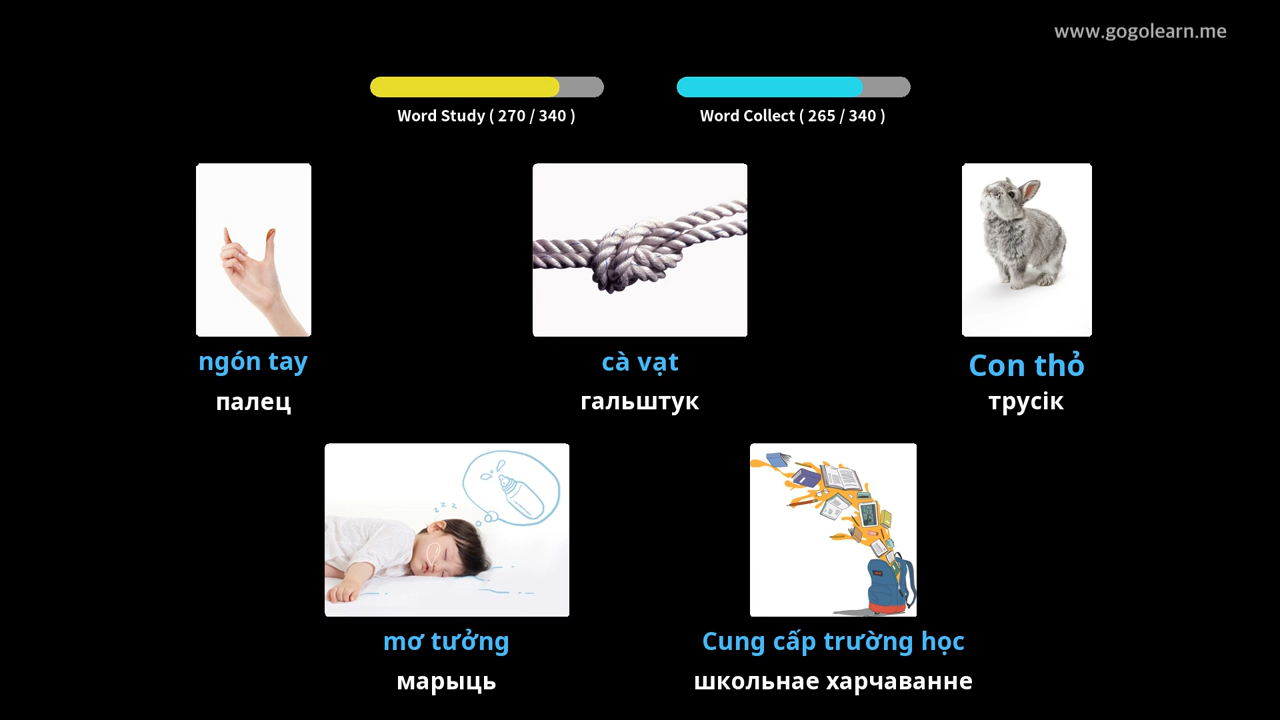 www.gogolearn.me
Word Study ( 270 / 340 )
Word Collect ( 265 / 340 )
ngón tay
палец
cà vạt
гальштук
Con thỏ
трусік
mơ tưởng
марыць
Cung cấp trường học
школьнае харчаванне